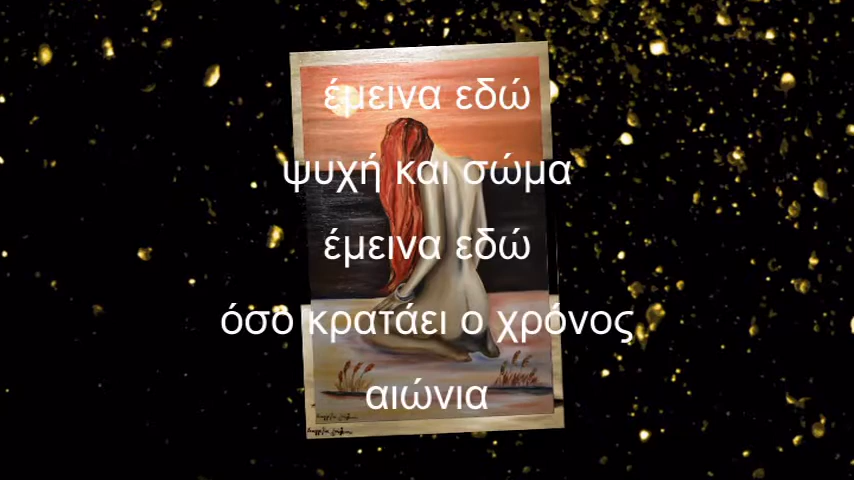 έμεινα εδώ
ψυχή και σώμα
έμεινα εδώ
όσο κρατάει ο χρόνος
αιώνια